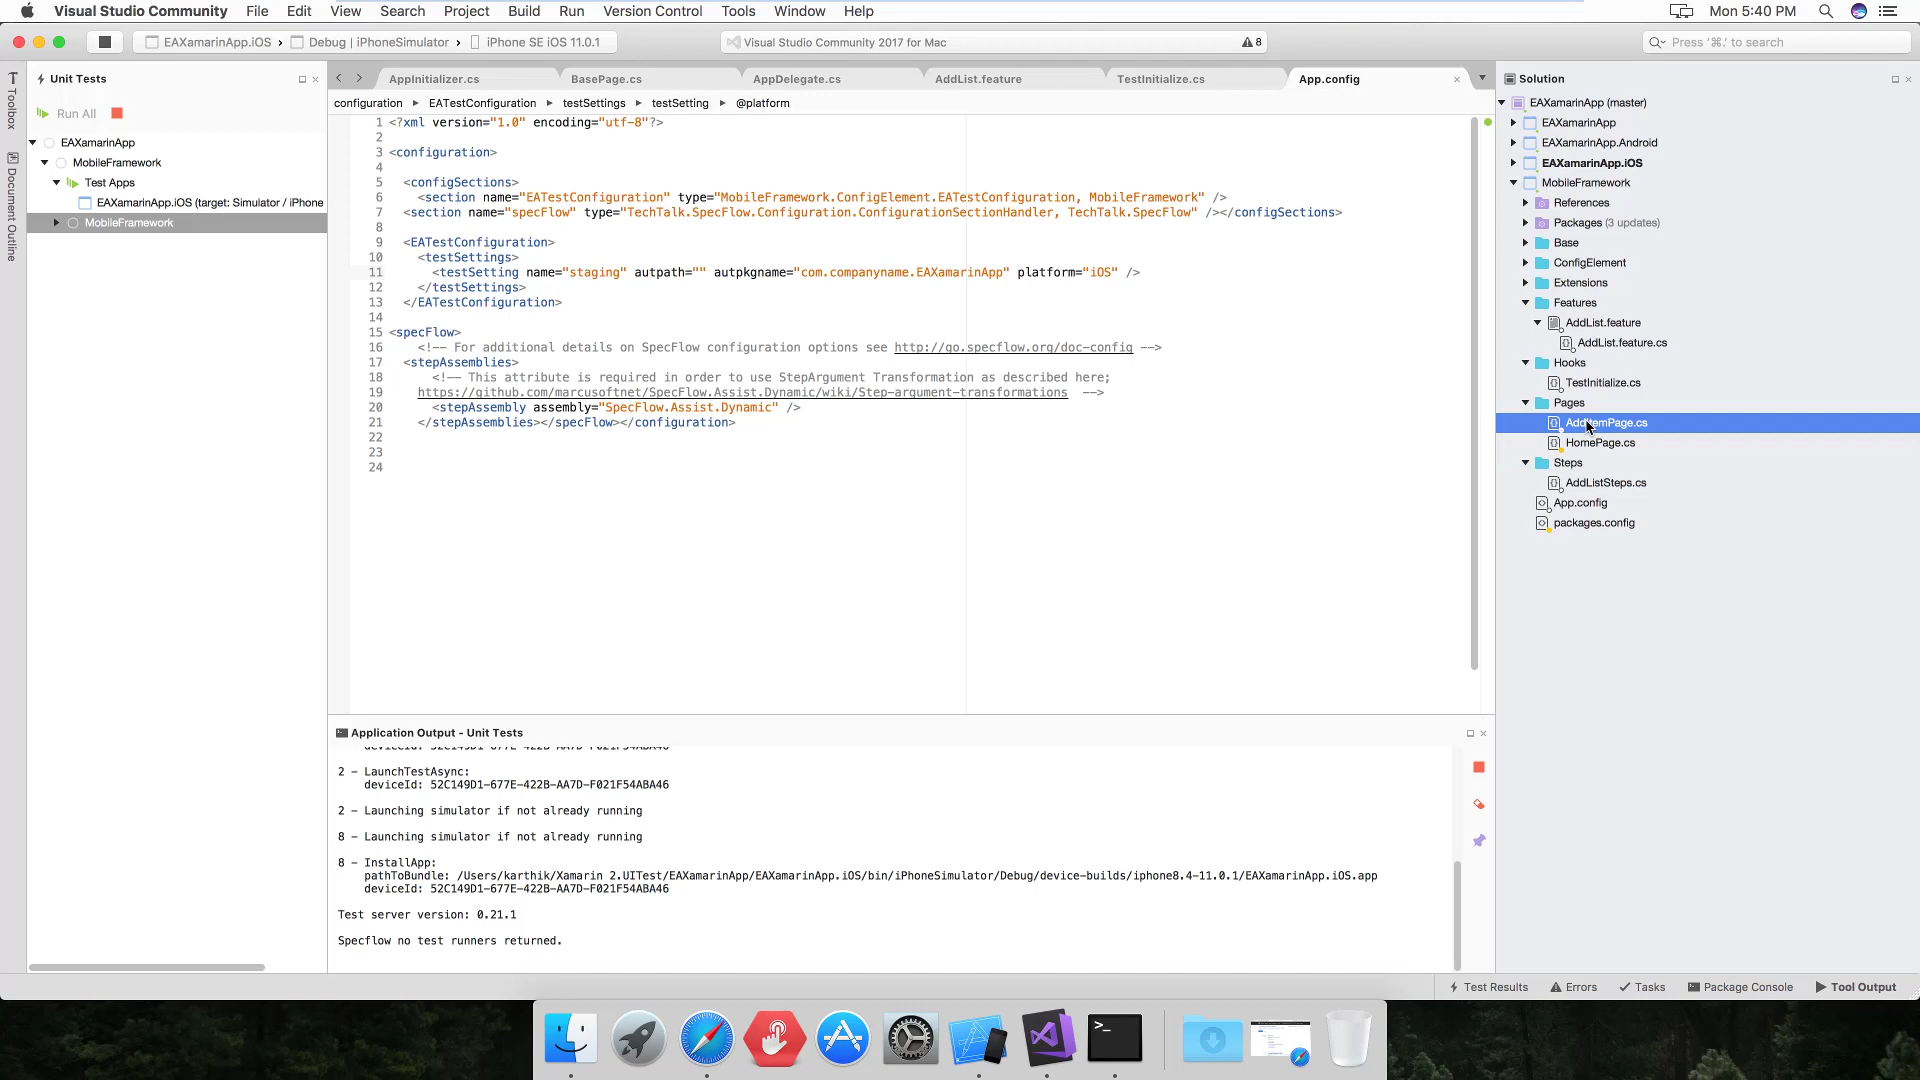 Visual Studio Community File Edit View Search Project Build Run Version Control Tools Window Help Mon 5:40 PM
EAXamarinApp.iOS › Debug | iPhoneSimulator › iPhone SE iOS 11.0.1 Visual Studio Community 2017 for Mac 8 Press '⌘.' to search
Toolbox
Document Outline
Unit Tests
Run All
EAXamarinApp
MobileFramework
Test Apps
EAXamarinApp.iOS (target: Simulator / iPhone
MobileFramework
AppInitializer.cs BasePage.cs AppDelegate.cs AddList.feature TestInitialize.cs App.config
configuration ▸ EATestConfiguration ▸ testSettings ▸ testSetting ▸ @platform
1 <?xml version="1.0" encoding="utf-8"?>
2
3 <configuration>
4
5 <configSections>
6 <section name="EATestConfiguration" type="MobileFramework.ConfigElement.EATestConfiguration, MobileFramework" />
7 <section name="specFlow" type="TechTalk.SpecFlow.Configuration.ConfigurationSectionHandler, TechTalk.SpecFlow" /></configSections>
8
9 <EATestConfiguration>
10 <testSettings>
11 <testSetting name="staging" autpath="" autpkgname="com.companyname.EAXamarinApp" platform="iOS" />
12 </testSettings>
13 </EATestConfiguration>
14
15 <specFlow>
16 <!-- For additional details on SpecFlow configuration options see http://go.specflow.org/doc-config -->
17 <stepAssemblies>
18 <!-- This attribute is required in order to use StepArgument Transformation as described here;
19 https://github.com/marcusoftnet/SpecFlow.Assist.Dynamic/wiki/Step-argument-transformations -->
20 <stepAssembly assembly="SpecFlow.Assist.Dynamic" />
21 </stepAssemblies></specFlow></configuration>
22
23
24
Application Output - Unit Tests
deviceId: 52C149D1-677E-422B-AA7D-F021F54ABA46
2 - LaunchTestAsync:
deviceId: 52C149D1-677E-422B-AA7D-F021F54ABA46
2 - Launching simulator if not already running
8 - Launching simulator if not already running
8 - InstallApp:
pathToBundle: /Users/karthik/Xamarin 2.UITest/EAXamarinApp/EAXamarinApp.iOS/bin/iPhoneSimulator/Debug/device-builds/iphone8.4-11.0.1/EAXamarinApp.iOS.app
deviceId: 52C149D1-677E-422B-AA7D-F021F54ABA46
Test server version: 0.21.1
Specflow no test runners returned.
Solution
EAXamarinApp (master)
EAXamarinApp
EAXamarinApp.Android
EAXamarinApp.iOS
MobileFramework
References
Packages (3 updates)
Base
ConfigElement
Extensions
Features
AddList.feature
AddList.feature.cs
Hooks
TestInitialize.cs
Pages
AddItemPage.cs
HomePage.cs
Steps
AddListSteps.cs
App.config
packages.config
Test Results Errors Tasks Package Console Tool Output